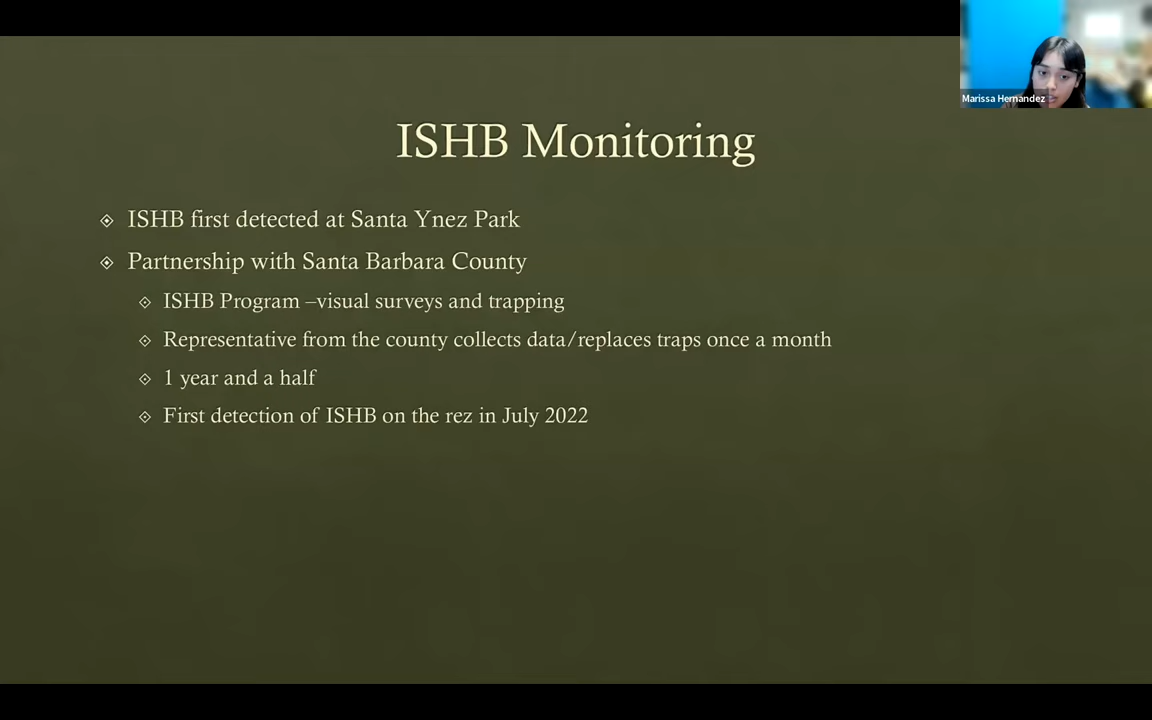 Marissa Hernandez
ISHB Monitoring
ISHB first detected at Santa Ynez Park
Partnership with Santa Barbara County
ISHB Program –visual surveys and trapping
Representative from the county collects data/replaces traps once a month
1 year and a half
First detection of ISHB on the rez in July 2022